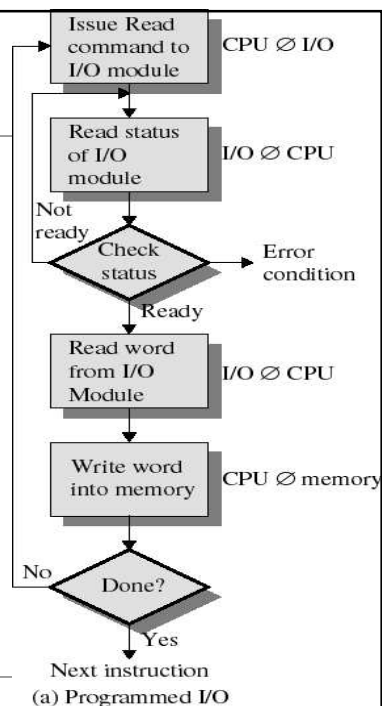 Issue Read
command to
I/O module
CPU Ø I/O
Read status
of I/O
module
I/O Ø CPU
Not
ready
Check
status
Error
condition
Ready
Read word
from I/O
Module
I/O Ø CPU
Write word
into memory
CPU Ø memory
No
Done?
Yes
Next instruction
(a) Programmed I/O